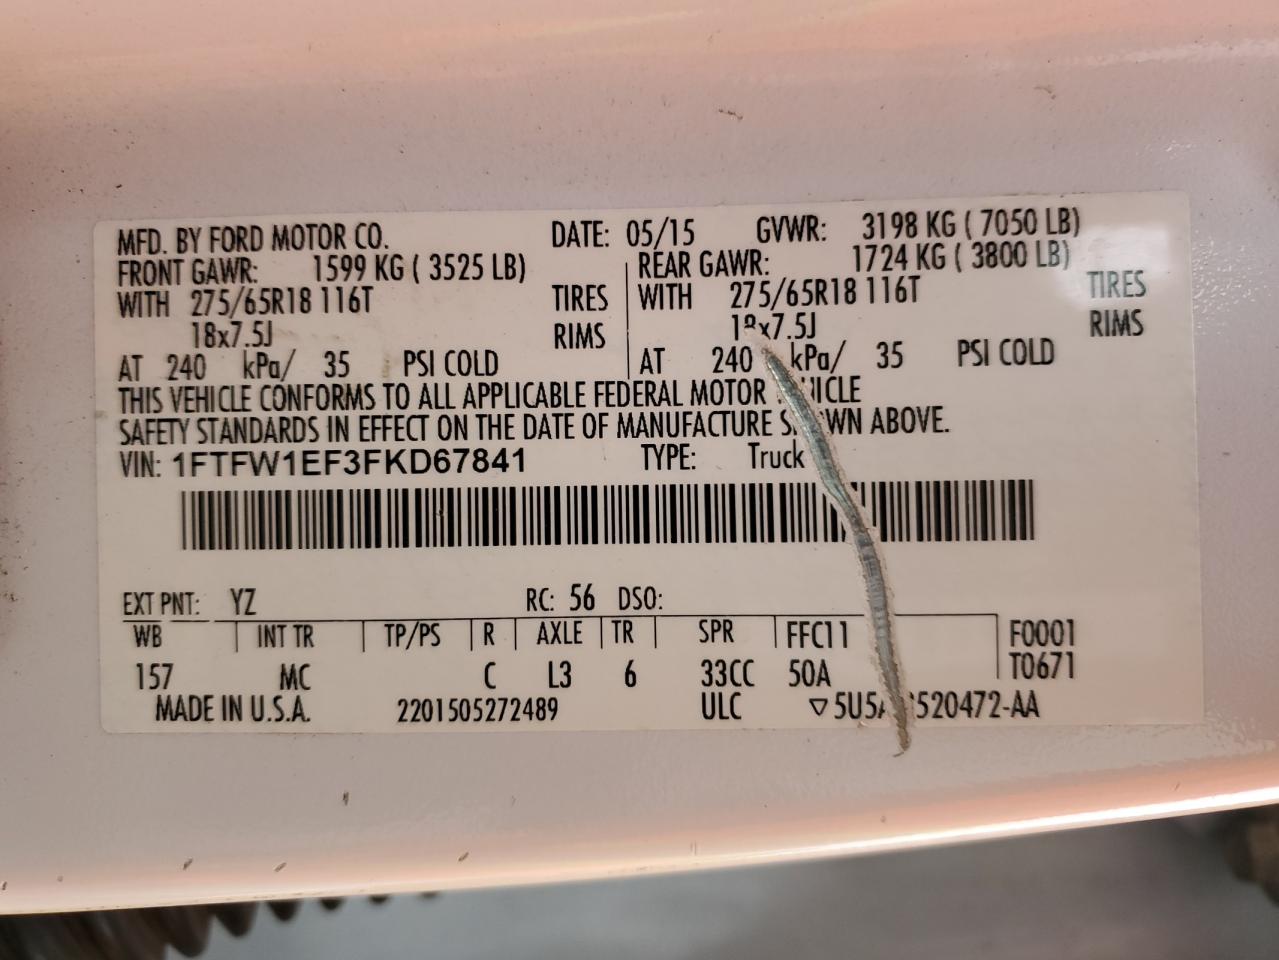 MFD. BY FORD MOTOR CO. DATE: 05/15 GVWR: 3198 KG ( 7050 LB)
FRONT GAWR: 1599 KG ( 3525 LB) REAR GAWR: 1724 KG ( 3800 LB)
WITH 275/65R18 116T TIRES WITH 275/65R18 116T TIRES
18x7.5J RIMS 18x7.5J RIMS
AT 240 kPa/ 35 PSI COLD AT 240 kPa/ 35 PSI COLD
THIS VEHICLE CONFORMS TO ALL APPLICABLE FEDERAL MOTOR VEHICLE
SAFETY STANDARDS IN EFFECT ON THE DATE OF MANUFACTURE SHOWN ABOVE.
VIN: 1FTFW1EF3FKD67841 TYPE: Truck
EXT PNT: YZ RC: 56 DSO:
WB INT TR TP/PS R AXLE TR SPR FFC11 F0001
157 MC C L3 6 33CC 50A T0671
MADE IN U.S.A. 2201505272489 ULC ▽